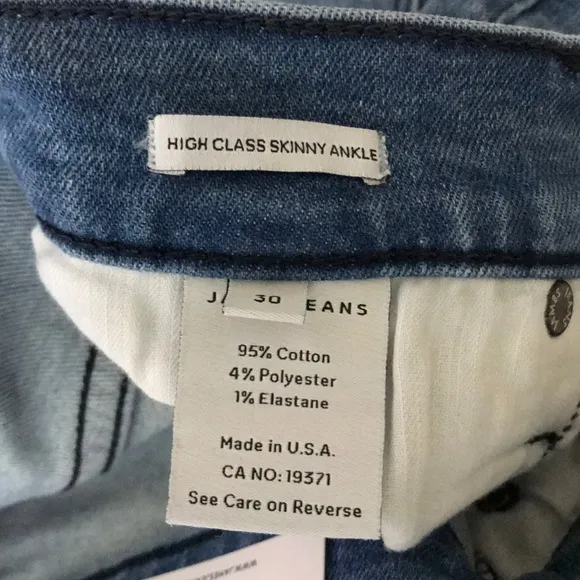 HIGH CLASS SKINNY ANKLE
30
EANS
95% Cotton
4% Polyester
1% Elastane
Made in U.S.A.
CA NO: 19371
See Care on Reverse